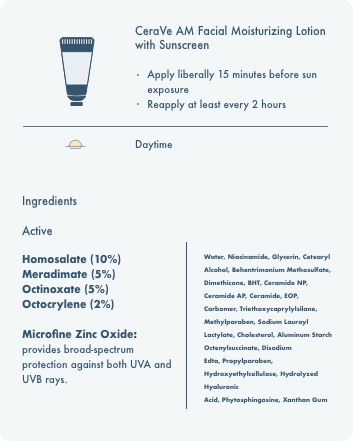 CeraVe AM Facial Moisturizing Lotion
with Sunscreen
· Apply liberally 15 minutes before sun
exposure
· Reapply at least every 2 hours
Daytime
Ingredients
Active
Homosalate (10%)
Meradimate (5%)
Octinoxate (5%)
Octocrylene (2%)
Microfine Zinc Oxide:
provides broad-spectrum
protection against both UVA and
UVB rays.
Water, Niacinamide, Glycerin, Cetearyl
Alcohol, Behentrimonium Methosulfate,
Dimethicone, BHT, Ceramide NP,
Ceramide AP, Ceramide, EOP,
Carbomer, Triethoxycaprylylsilane,
Methylparaben, Sodium Lauroyl
Lactylate, Cholesterol, Aluminum Starch
Octenylsuccinate, Disodium
Edta, Propylparaben,
Hydroxyethylcellulose, Hydrolyzed
Hyaluronic
Acid, Phytosphingosine, Xanthan Gum